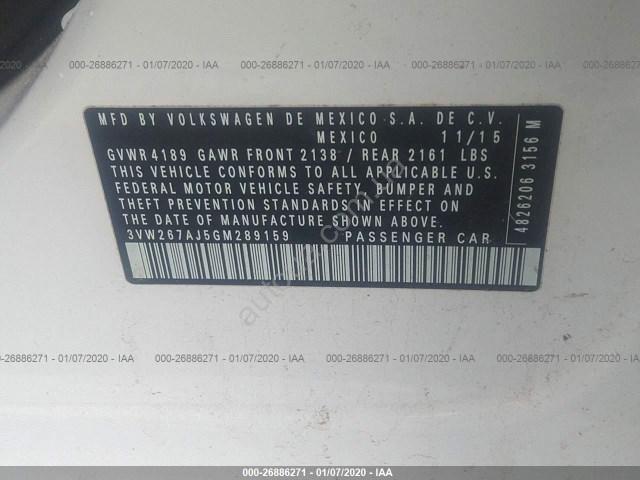 000-26886271 - 01/07/2020 - IAA 000-26886271 - 01/07/2020 - IAA 000-26886271 - 01/07/2020 - IAA
MFD BY VOLKSWAGEN DE MEXICO S.A. DE C.V.
MEXICO 11/15
GVWR 4189 GAWR FRONT 2138 / REAR 2161 LBS
THIS VEHICLE CONFORMS TO ALL APPLICABLE U.S.
FEDERAL MOTOR VEHICLE SAFETY, BUMPER AND
THEFT PREVENTION STANDARDS IN EFFECT ON
THE DATE OF MANUFACTURE SHOWN ABOVE.
3VW267AJ5GM289159 PASSENGER CAR
4826206 3156 M
000-26886271 - 01/07/2020 - IAA 000-26886271 - 01/07/2020 - IAA 000-26886271 - 01/07/2020 - IAA
000-26886271 - 01/07/2020 - IAA